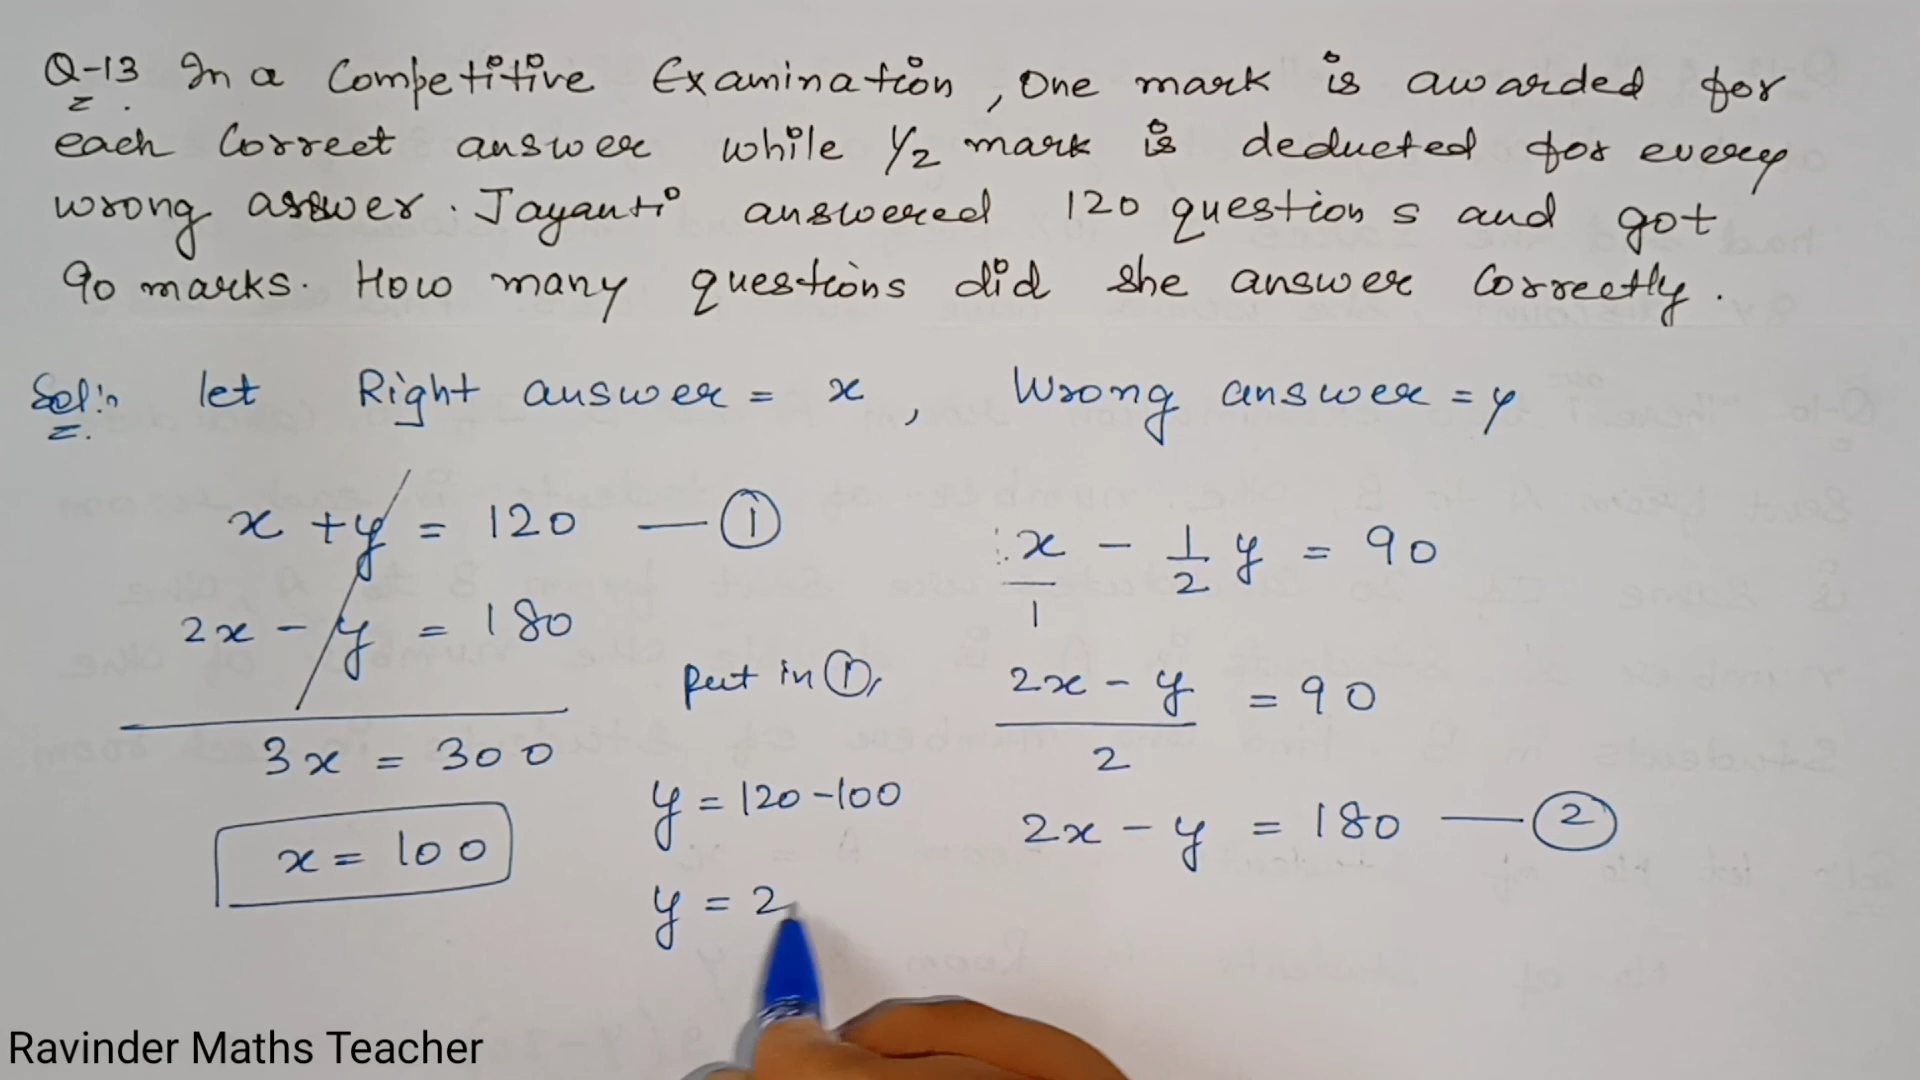 Q-13 In a Competitive Examination, One mark is awarded for
each Correct answer while 1/2 mark is deducted for every
wrong answer. Jayanti answered 120 questions and got
90 marks. How many questions did she answer Correctly.
Sol:n let Right answer = x, Wrong answer = y
x + y = 120 — ①
2x - y = 180
3x = 300
x = 100
put in ①,
y = 120 - 100
y = 2
x/1 - 1/2 y = 90
2x - y / 2 = 90
2x - y = 180 — ②
Ravinder Maths Teacher